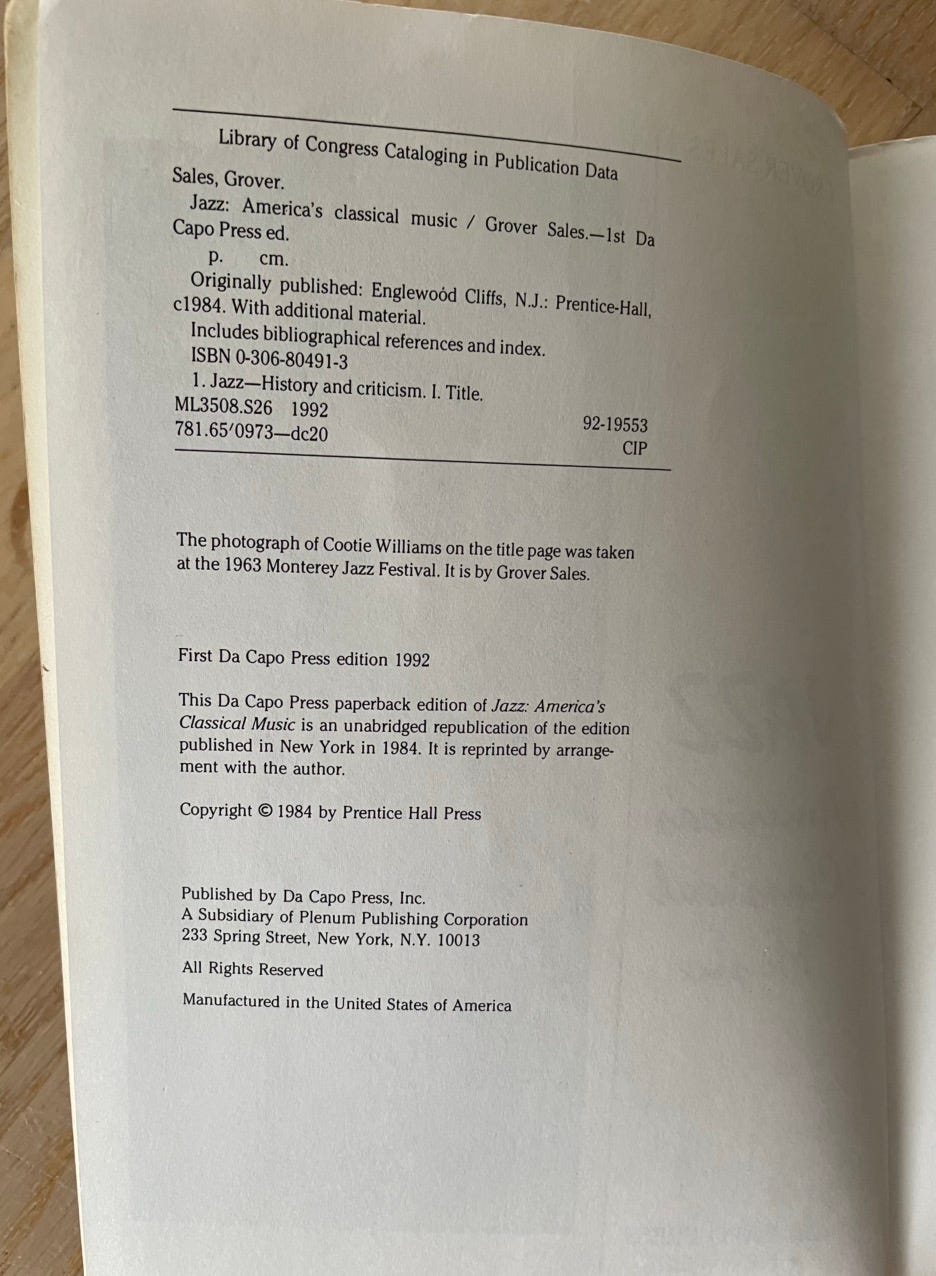 Library of Congress Cataloging in Publication Data
Sales, Grover.
Jazz: America's classical music / Grover Sales.—1st Da
Capo Press ed.
p. cm.
Originally published: Englewood Cliffs, N.J.: Prentice-Hall,
c1984. With additional material.
Includes bibliographical references and index.
ISBN 0-306-80491-3
1. Jazz—History and criticism. I. Title.
ML3508.S26 1992
92-19553
781.65′0973—dc20
CIP
The photograph of Cootie Williams on the title page was taken
at the 1963 Monterey Jazz Festival. It is by Grover Sales.
First Da Capo Press edition 1992
This Da Capo Press paperback edition of Jazz: America's
Classical Music is an unabridged republication of the edition
published in New York in 1984. It is reprinted by arrange-
ment with the author.
Copyright © 1984 by Prentice Hall Press
Published by Da Capo Press, Inc.
A Subsidiary of Plenum Publishing Corporation
233 Spring Street, New York, N.Y. 10013
All Rights Reserved
Manufactured in the United States of America